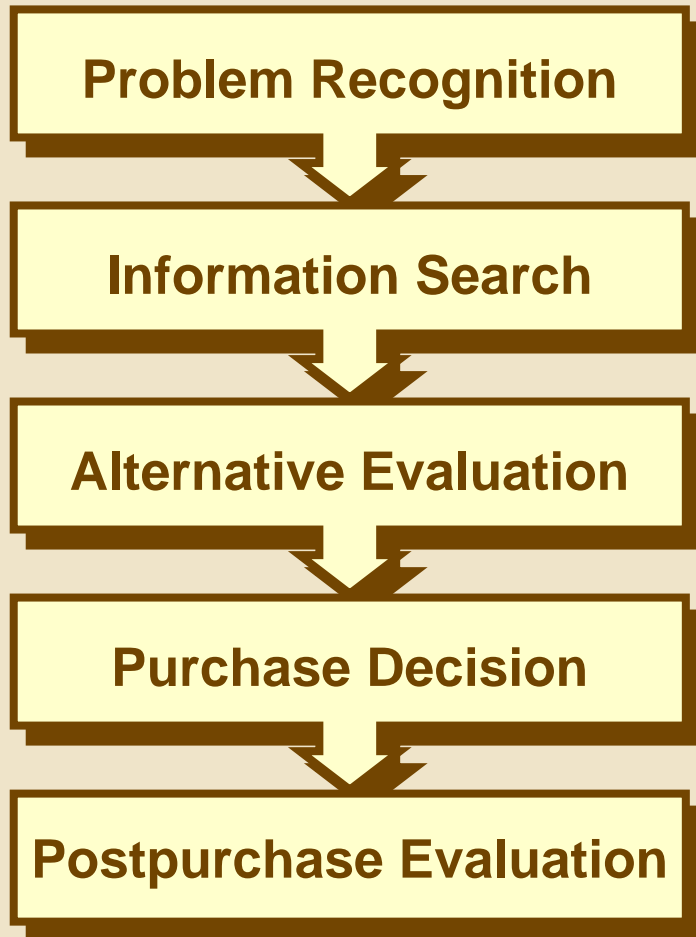 Problem Recognition
Information Search
Alternative Evaluation
Purchase Decision
Postpurchase Evaluation